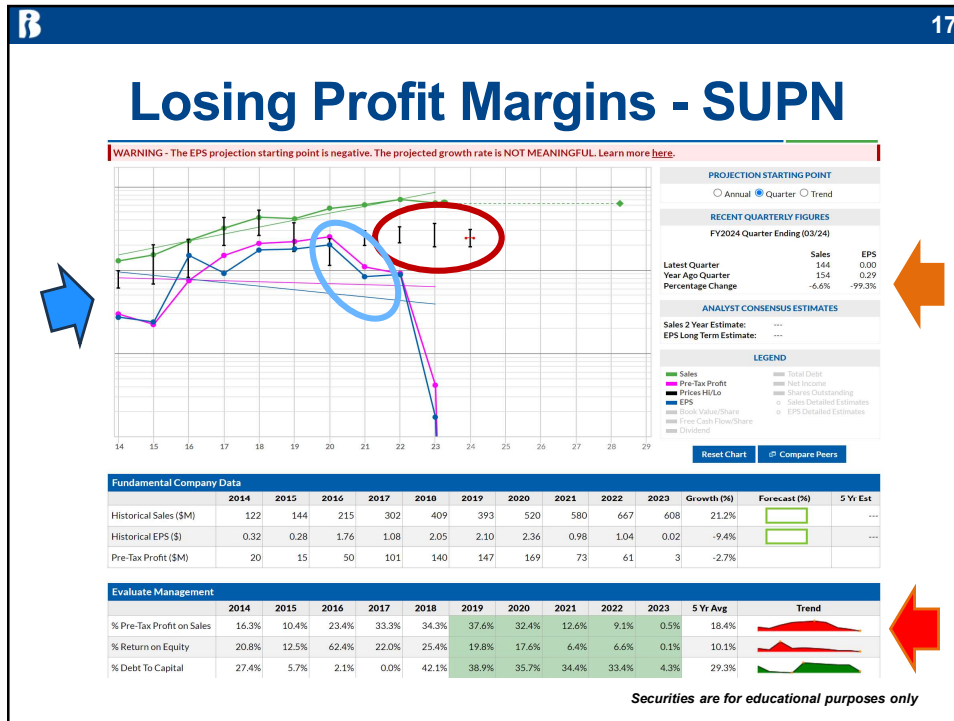 17
Losing Profit Margins - SUPN
WARNING - The EPS projection starting point is negative. The projected growth rate is NOT MEANINGFUL. Learn more here.
PROJECTION STARTING POINT
Annual Quarter Trend
RECENT QUARTERLY FIGURES
FY2024 Quarter Ending (03/24)
Sales EPS
Latest Quarter 144 0.00
Year Ago Quarter 154 0.29
Percentage Change -6.6% -99.3%
ANALYST CONSENSUS ESTIMATES
Sales 2 Year Estimate: ---
EPS Long Term Estimate: ---
LEGEND
Sales Total Debt
Pre-Tax Profit Net Income
Prices Hi/Lo Shares Outstanding
EPS Sales Detailed Estimates
Book Value/Share EPS Detailed Estimates
Free Cash Flow/Share
Dividend
14 15 16 17 18 19 20 21 22 23 24 25 26 27 28 29
Reset Chart Compare Peers
Fundamental Company Data
2014 2015 2016 2017 2018 2019 2020 2021 2022 2023 Growth (%) Forecast (%) 5 Yr Est
Historical Sales ($M) 122 144 215 302 409 393 520 580 667 608 21.2% ---
Historical EPS ($) 0.32 0.28 1.76 1.08 2.05 2.10 2.36 0.98 1.04 0.02 -9.4% ---
Pre-Tax Profit ($M) 20 15 50 101 140 147 169 73 61 3 -2.7%
Evaluate Management
2014 2015 2016 2017 2018 2019 2020 2021 2022 2023 5 Yr Avg Trend
% Pre-Tax Profit on Sales 16.3% 10.4% 23.4% 33.3% 34.3% 37.6% 32.4% 12.6% 9.1% 0.5% 18.4%
% Return on Equity 20.8% 12.5% 62.4% 22.0% 25.4% 19.8% 17.6% 6.4% 6.6% 0.1% 10.1%
% Debt To Capital 27.4% 5.7% 2.1% 0.0% 42.1% 38.9% 35.7% 34.4% 33.4% 4.3% 29.3%
Securities are for educational purposes only